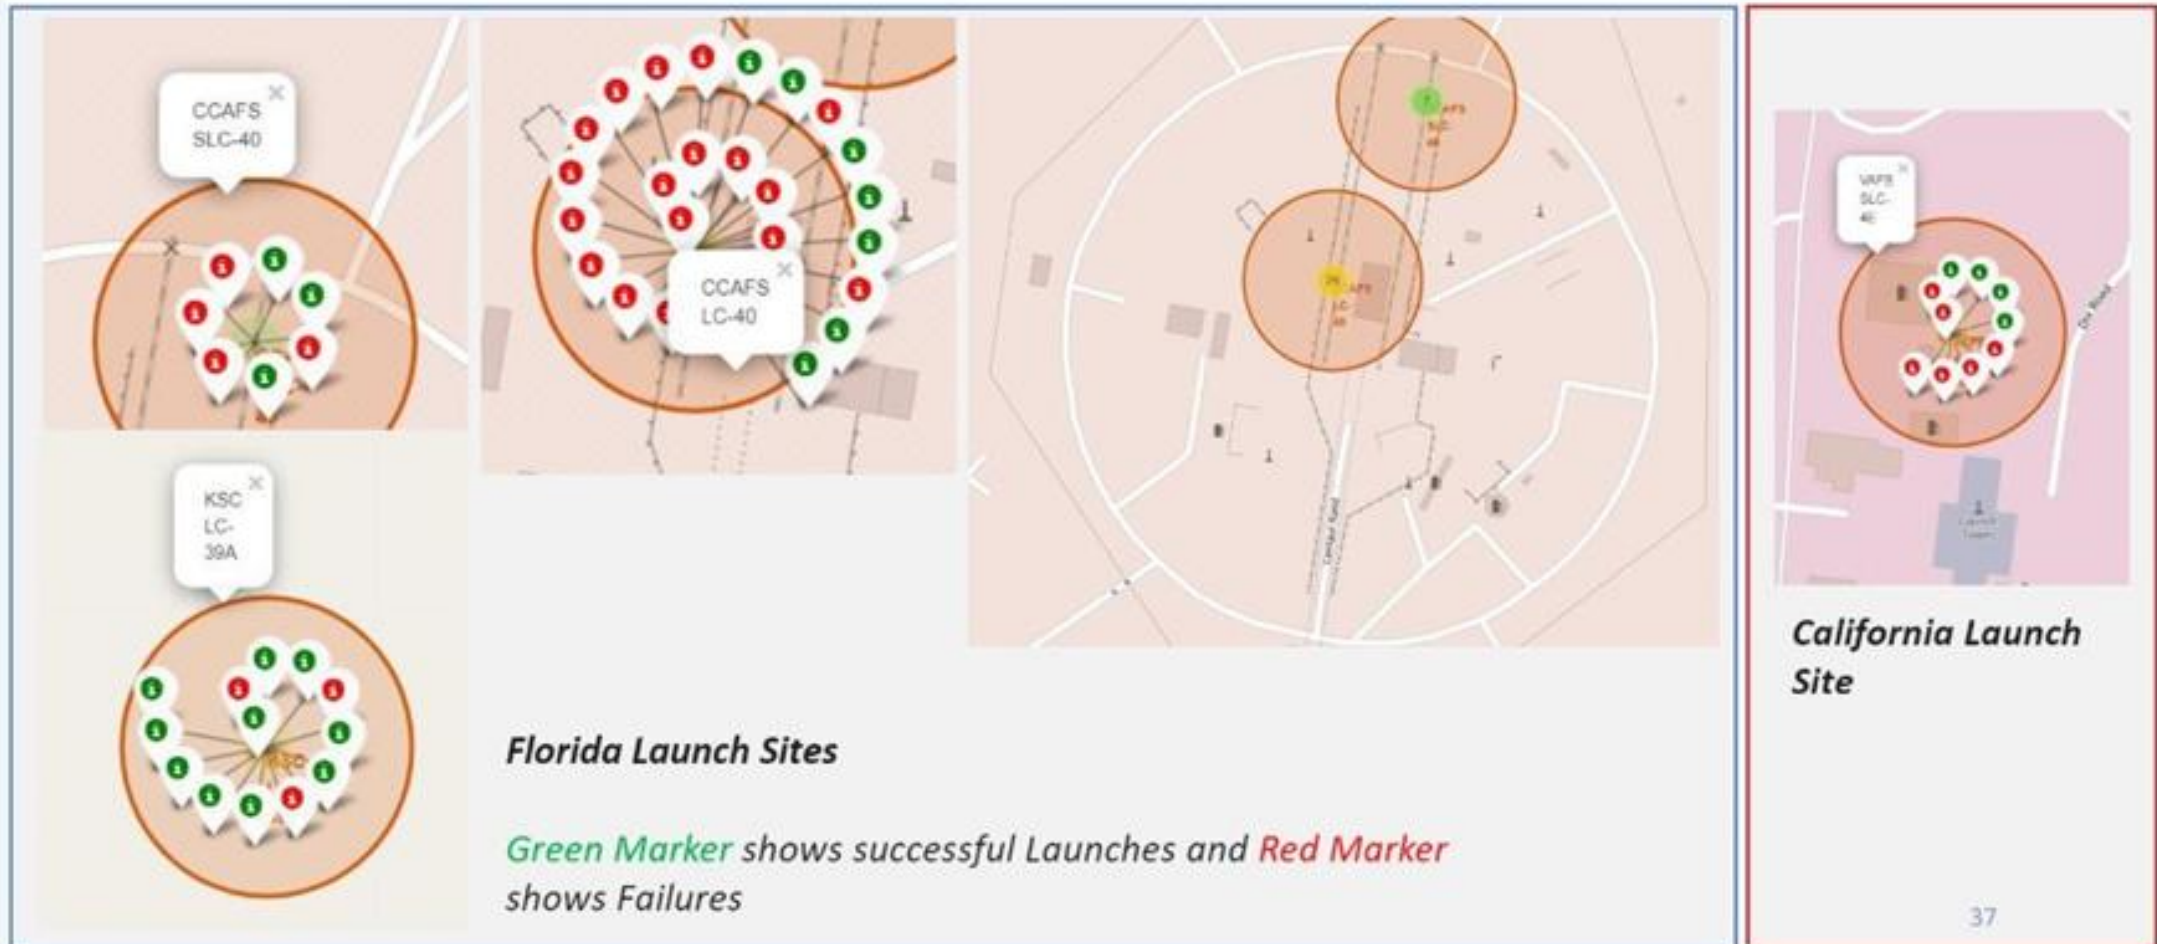 CCAFS
SLC-40
CCAFS
LC-40
KSC
LC-
39A
VAFB
SLC-
4E
California Launch
Site
Florida Launch Sites
Green Marker shows successful Launches and Red Marker
shows Failures
37